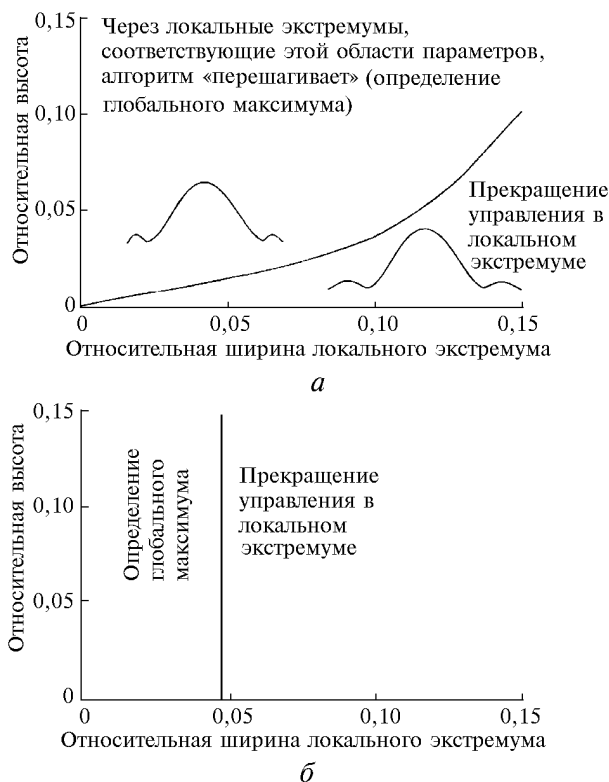 Через локальные экстремумы,
соответствующие этой области параметров,
алгоритм «перешагивает» (определение
глобального максимума)
Относительная высота
0,15
0,10
0,05
0
Прекращение
управления в
локальном
экстремуме
0
0,05
0,10
0,15
Относительная ширина локального экстремума
а
Относительная высота
0,15
0,10
0,05
0
Определение
глобального
максимума
Прекращение
управления в
локальном
экстремуме
0
0,05
0,10
0,15
Относительная ширина локального экстремума
б